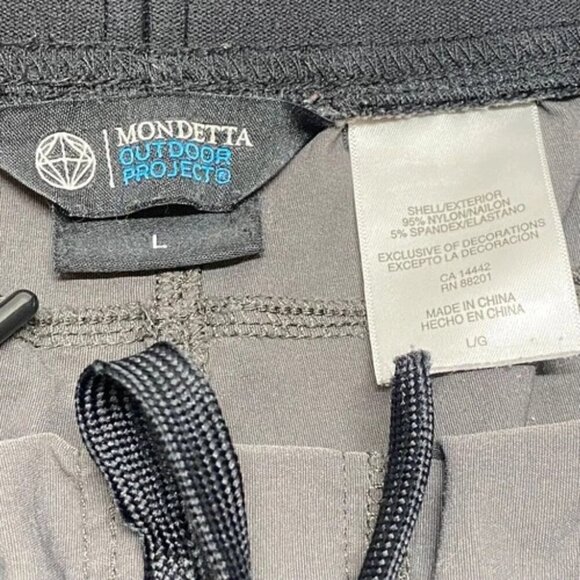 MONDETTA
OUTDOOR
PROJECT®
L
SHELL/EXTERIOR
95% NYLON/NAILON
5% SPANDEX/ELASTANO
EXCLUSIVE OF DECORATIONS
EXCEPTO LA DECORACIÓN
CA 14442
RN 88201
MADE IN CHINA
HECHO EN CHINA
L/G